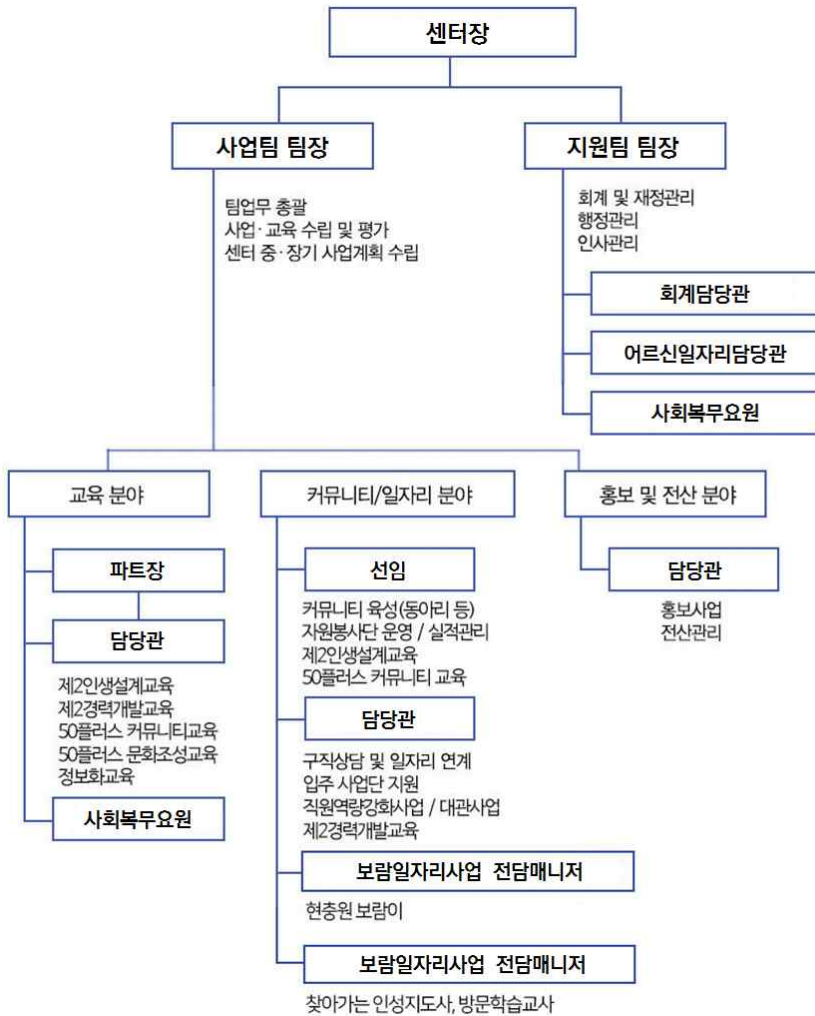 센터장
사업팀 팀장
팀업무 총괄
사업·교육 수립 및 평가
센터 중·장기 사업계획 수립
지원팀 팀장
회계 및 재정관리
행정관리
인사관리
회계담당관
어르신일자리담당관
사회복무요원
교육 분야
파트장
담당관
제2인생설계교육
제2경력개발교육
50플러스 커뮤니티교육
50플러스 문화조성교육
정보화교육
사회복무요원
커뮤니티/일자리 분야
선임
커뮤니티 육성(동아리 등)
자원봉사단 운영 / 실적관리
제2인생설계교육
50플러스 커뮤니티 교육
담당관
구직상담 및 일자리 연계
입주 사업단 지원
직원역량강화사업 / 대관사업
제2경력개발교육
보람일자리사업 전담매니저
현충원 보람이
보람일자리사업 전담매니저
찾아가는 인성지도사, 방문학습교사
홍보 및 전산 분야
담당관
홍보사업
전산관리